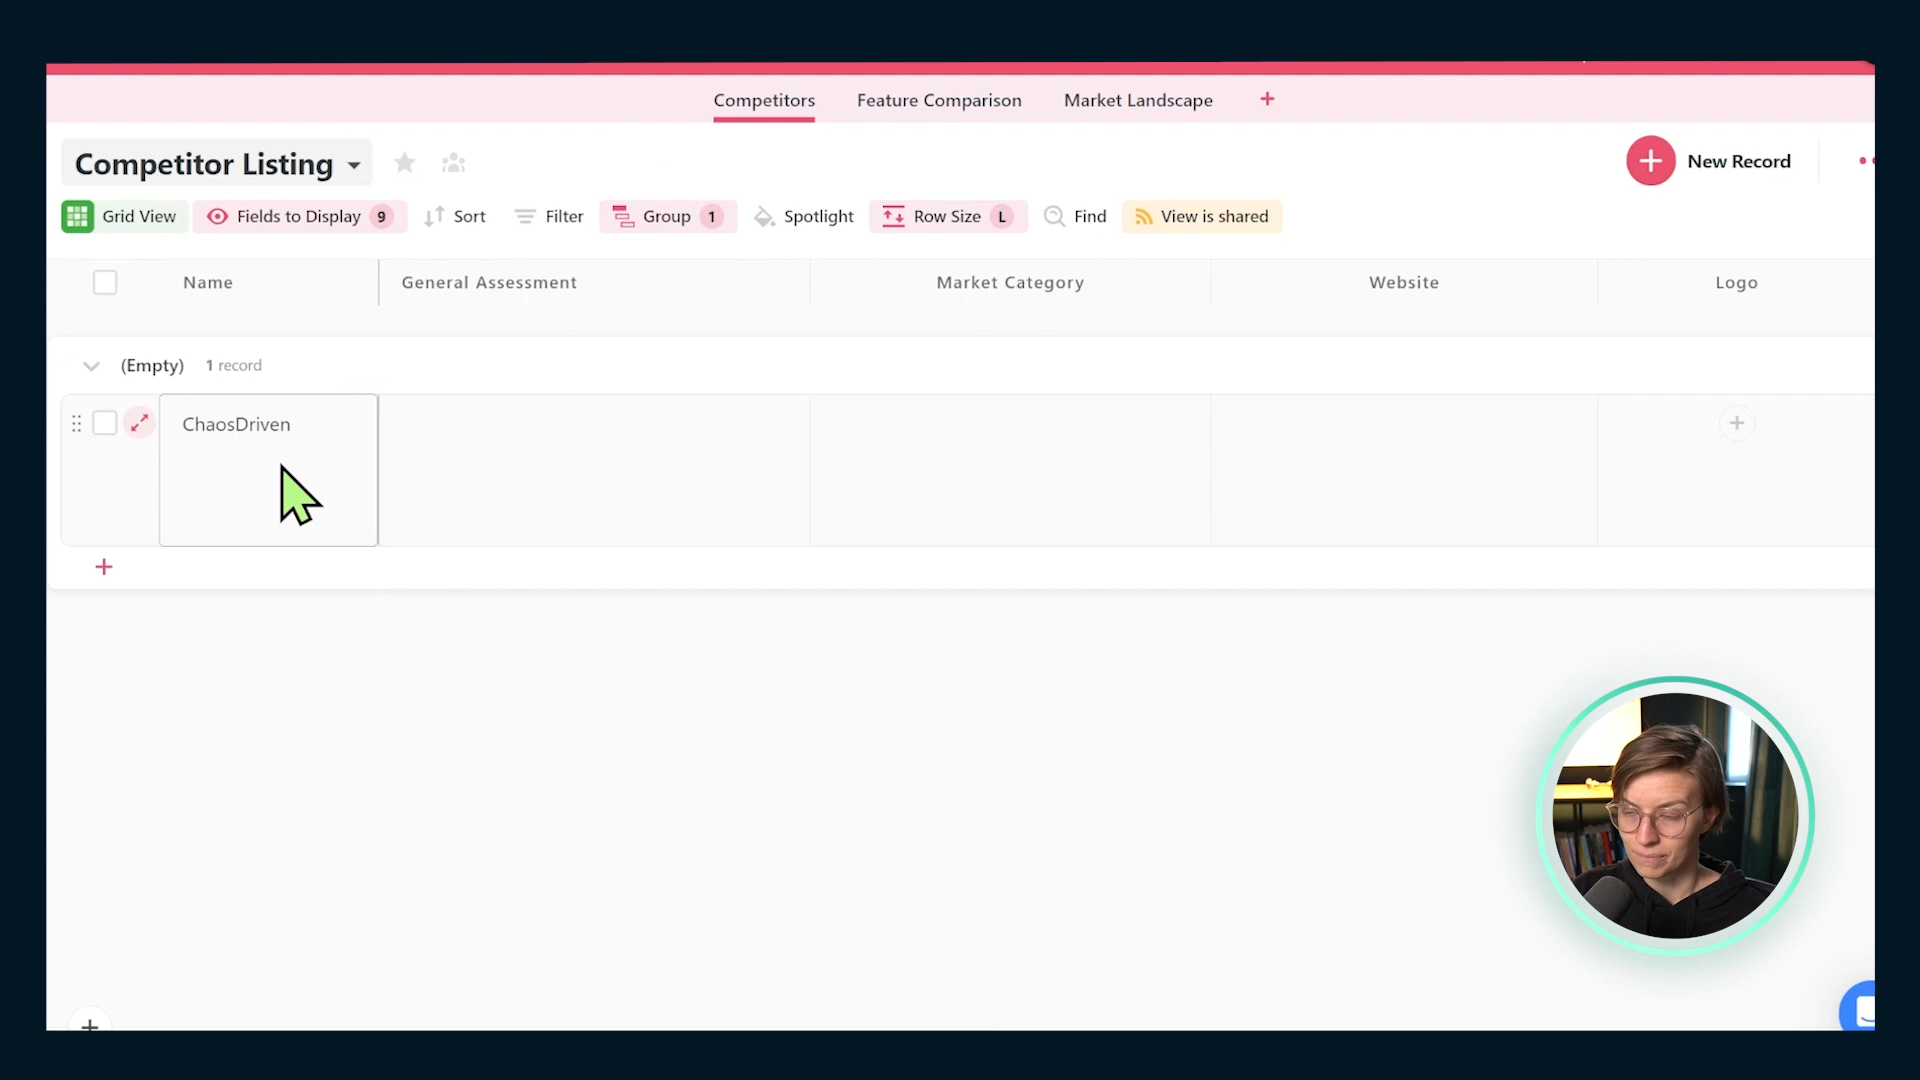 Competitors Feature Comparison Market Landscape +
Competitor Listing
New Record
Grid View Fields to Display 9 Sort Filter Group 1 Spotlight Row Size L Find View is shared
Name General Assessment Market Category Website Logo
(Empty) 1 record
ChaosDriven